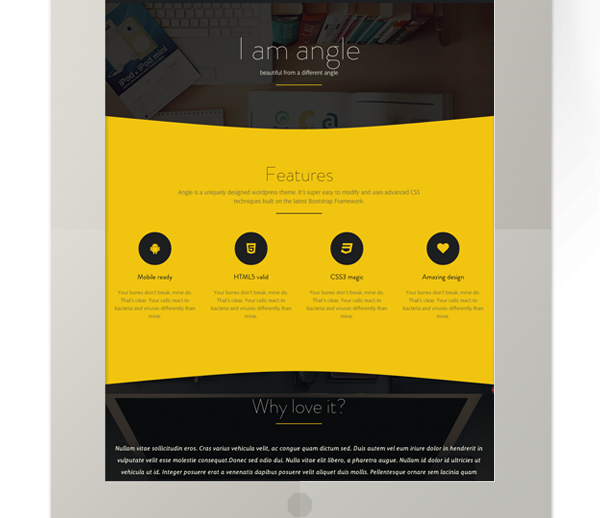 iPod • iPad mini
I am angle
beautiful from a different angle
Features
Angle is a uniquely designed wordpress theme. It's super easy to modify and uses advanced CSS
techniques built on the latest Bootstrap Framework.
Mobile ready HTML5 valid CSS3 magic Amazing design
Your bones don't break, mine do. Your bones don't break, mine do. Your bones don't break, mine do. Your bones don't break, mine do.
That's clear. Your cells react to That's clear. Your cells react to That's clear. Your cells react to That's clear. Your cells react to
bacteria and viruses differently than bacteria and viruses differently than bacteria and viruses differently than bacteria and viruses differently than
mine. mine. mine. mine.
Why love it?
Nullam vitae sollicitudin eros. Cras varius vehicula velit, ac congue quam dictum sed. Duis autem vel eum iriure dolor in hendrerit in
vulputate velit esse molestie consequat.Donec sed odio dui. Nulla vitae elit libero, a pharetra augue. Nullam id dolor id ultricies ut
vehicula ut id. Integer posuere erat a venenatis dapibus posuere velit aliquet duis mollis. Pellentesque ornare sem lacinia quam